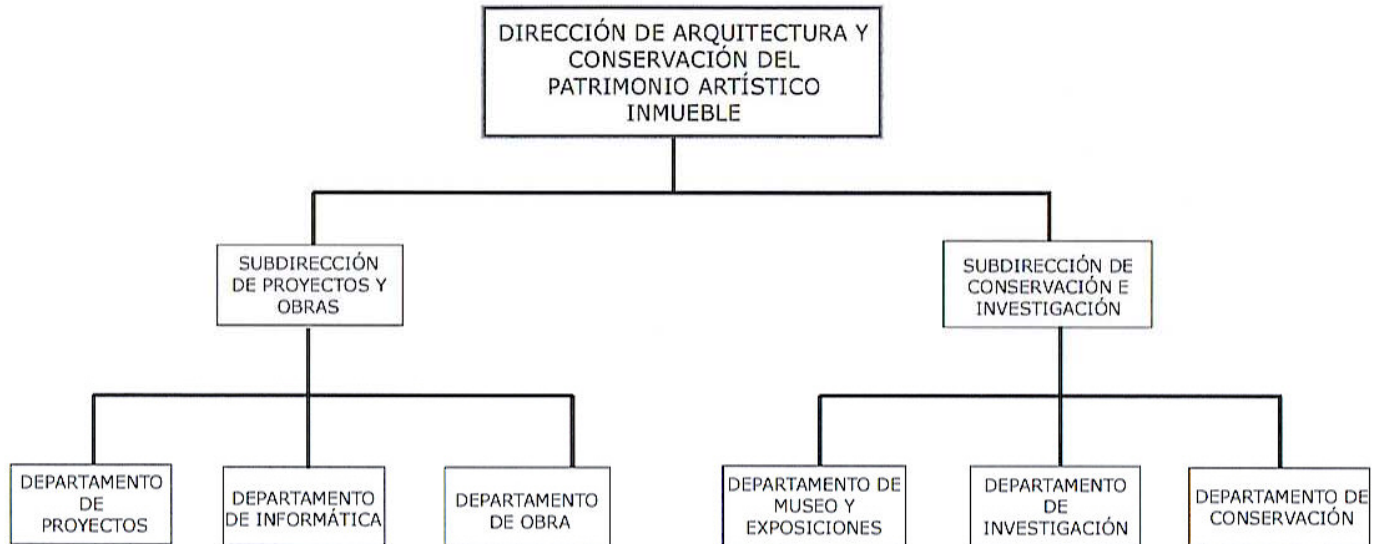 DIRECCIÓN DE ARQUITECTURA Y
CONSERVACIÓN DEL
PATRIMONIO ARTÍSTICO
INMUEBLE
SUBDIRECCIÓN
DE PROYECTOS Y
OBRAS
SUBDIRECCIÓN DE
CONSERVACIÓN E
INVESTIGACIÓN
DEPARTAMENTO
DE
PROYECTOS
DEPARTAMENTO
DE INFORMÁTICA
DEPARTAMENTO
DE OBRA
DEPARTAMENTO DE
MUSEO Y
EXPOSICIONES
DEPARTAMENTO
DE
INVESTIGACIÓN
DEPARTAMENTO DE
CONSERVACIÓN